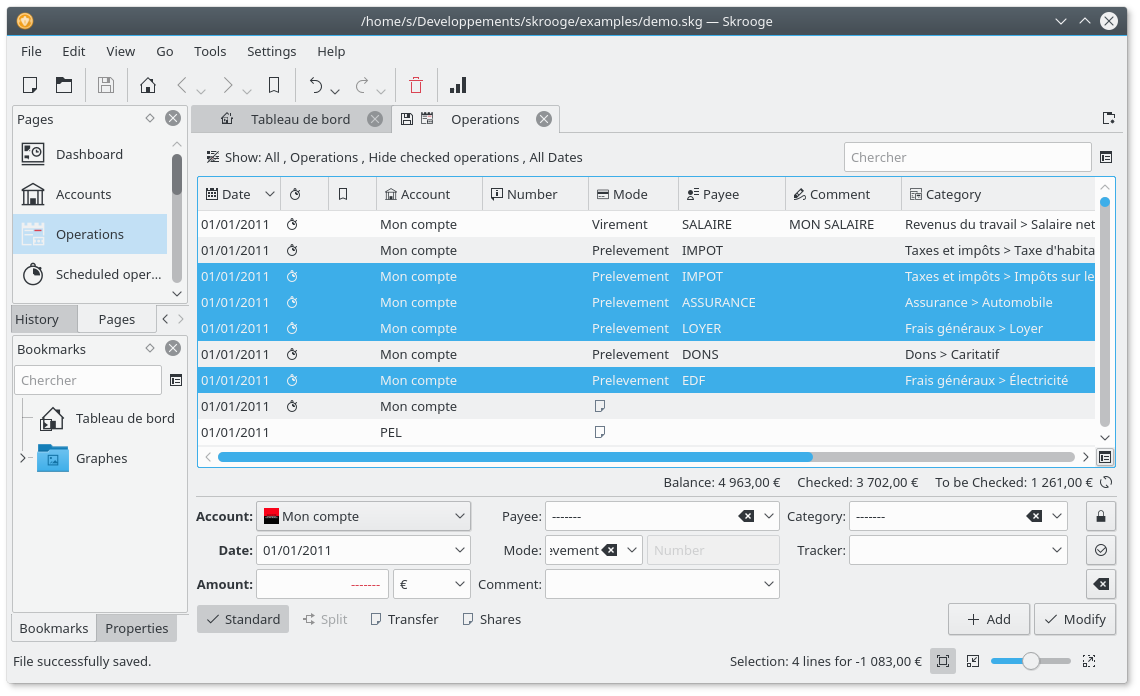 /home/s/Developpements/skrooge/examples/demo.skg — Skrooge
File Edit View Go Tools Settings Help
Pages
Dashboard
Accounts
Operations
Scheduled oper...
History Pages
Bookmarks
Chercher
Tableau de bord
Graphes
Bookmarks Properties
Tableau de bord Operations
Show: All , Operations , Hide checked operations , All Dates Chercher
Date Account Number Mode Payee Comment Category
01/01/2011 Mon compte Virement SALAIRE MON SALAIRE Revenus du travail > Salaire net
01/01/2011 Mon compte Prelevement IMPOT Taxes et impôts > Taxe d'habita
01/01/2011 Mon compte Prelevement IMPOT Taxes et impôts > Impôts sur le
01/01/2011 Mon compte Prelevement ASSURANCE Assurance > Automobile
01/01/2011 Mon compte Prelevement LOYER Frais généraux > Loyer
01/01/2011 Mon compte Prelevement DONS Dons > Caritatif
01/01/2011 Mon compte Prelevement EDF Frais généraux > Électricité
01/01/2011 Mon compte
01/01/2011 PEL
Balance: 4 963,00 € Checked: 3 702,00 € To be Checked: 1 261,00 €
Account: Mon compte Payee: ------- Category: -------
Date: 01/01/2011 Mode: evement Number Tracker:
Amount: ------- € Comment:
Standard Split Transfer Shares Add Modify
File successfully saved. Selection: 4 lines for -1 083,00 €